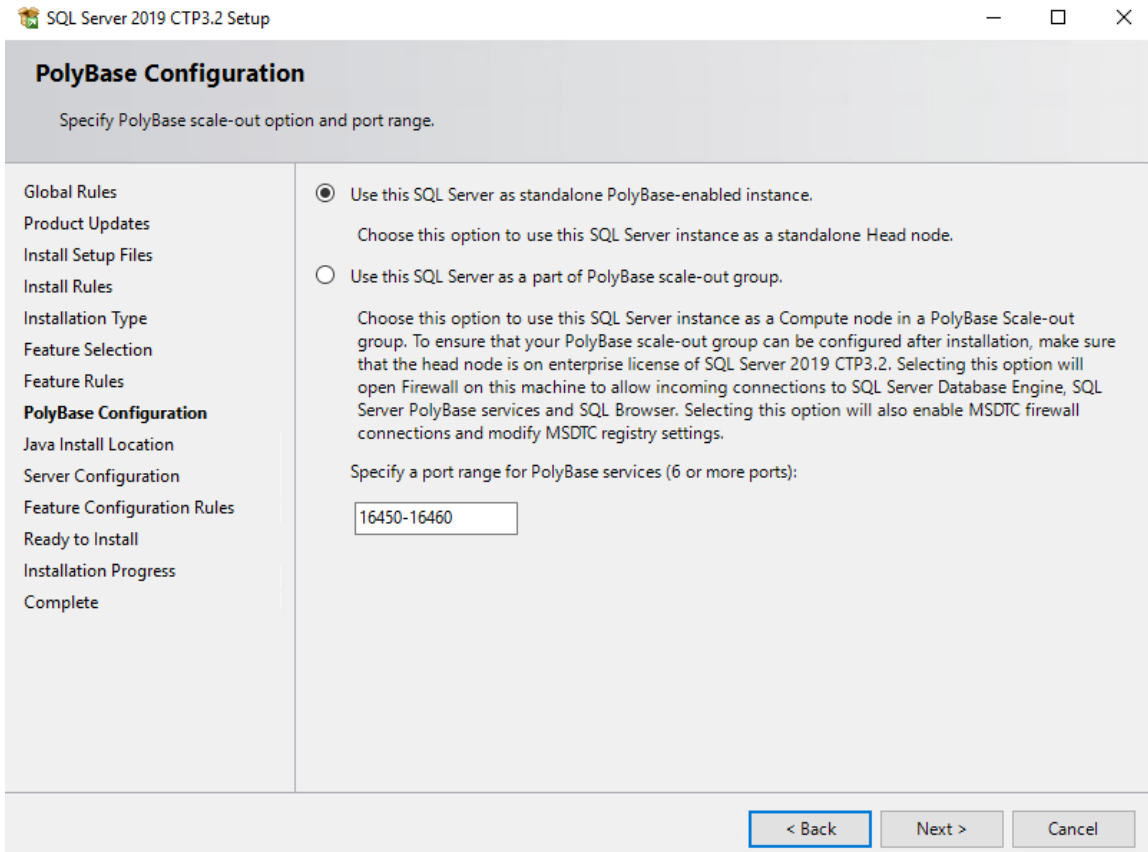 SQL Server 2019 CTP3.2 Setup
PolyBase Configuration
Specify PolyBase scale-out option and port range.
Global Rules
Product Updates
Install Setup Files
Install Rules
Installation Type
Feature Selection
Feature Rules
PolyBase Configuration
Java Install Location
Server Configuration
Feature Configuration Rules
Ready to Install
Installation Progress
Complete
Use this SQL Server as standalone PolyBase-enabled instance.
Choose this option to use this SQL Server instance as a standalone Head node.
Use this SQL Server as a part of PolyBase scale-out group.
Choose this option to use this SQL Server instance as a Compute node in a PolyBase Scale-out
group. To ensure that your PolyBase scale-out group can be configured after installation, make sure
that the head node is on enterprise license of SQL Server 2019 CTP3.2. Selecting this option will
open Firewall on this machine to allow incoming connections to SQL Server Database Engine, SQL
Server PolyBase services and SQL Browser. Selecting this option will also enable MSDTC firewall
connections and modify MSDTC registry settings.
Specify a port range for PolyBase services (6 or more ports):
16450-16460
< Back
Next >
Cancel